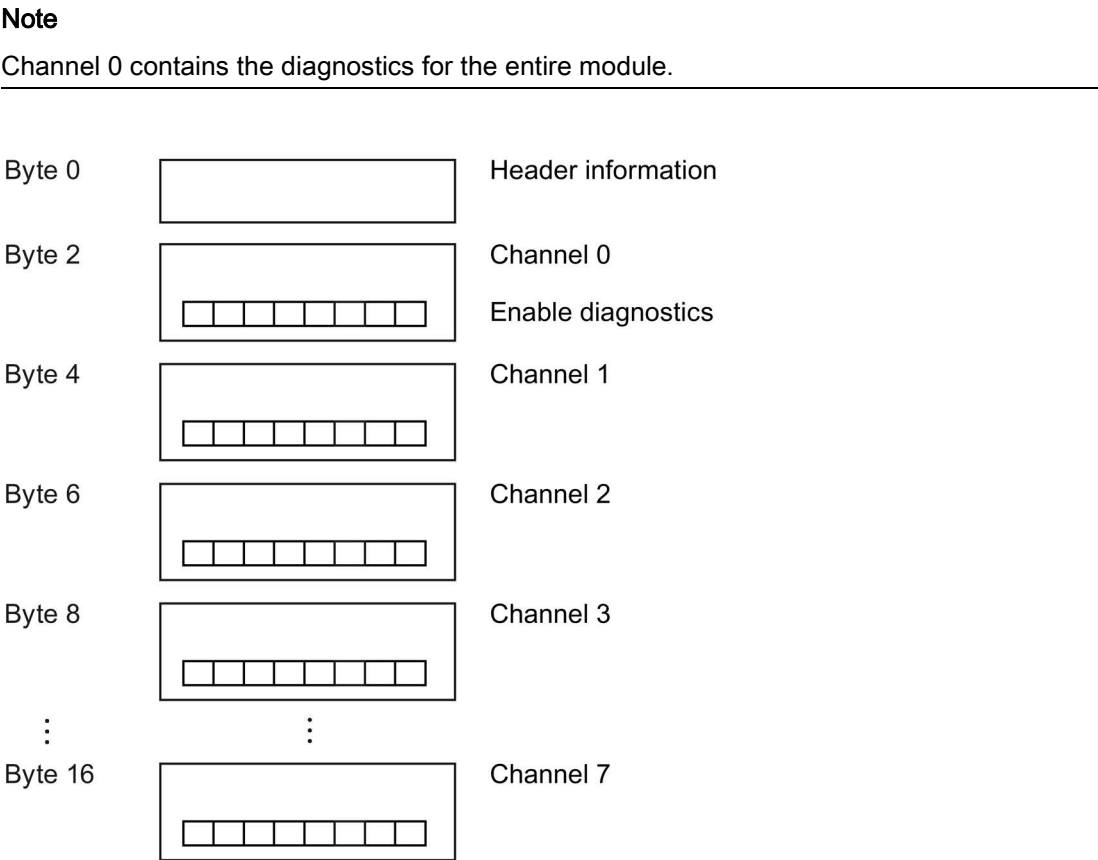 Note
Channel 0 contains the diagnostics for the entire module.
Byte 0 Header information
Byte 2 Channel 0
Enable diagnostics
Byte 4 Channel 1
Byte 6 Channel 2
Byte 8 Channel 3
⋮ ⋮
Byte 16 Channel 7